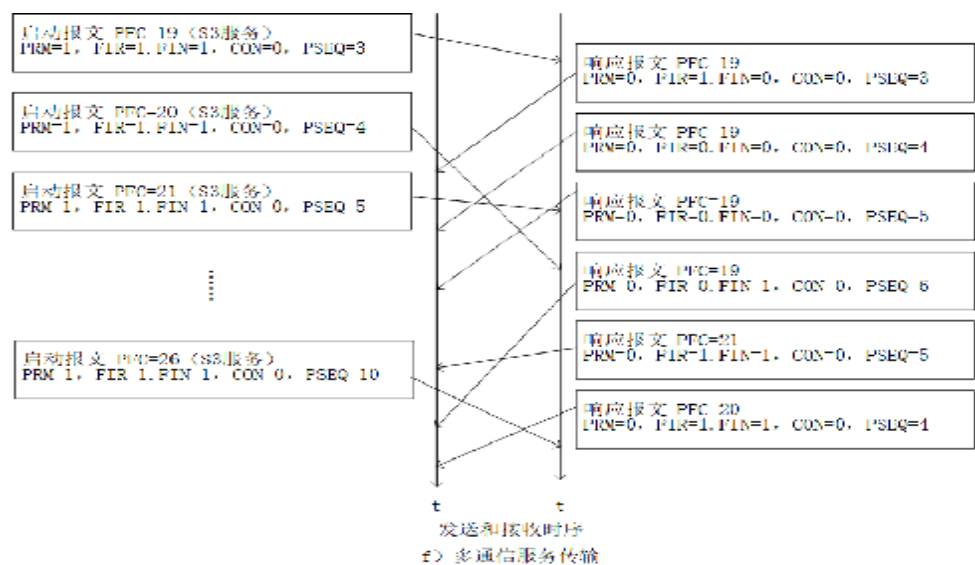 启动报文 PFC=19（S3服务）
PRM=1, FIR=1.FIN=1, CON=0, PSEQ=3
启动报文 PFC=20（S3服务）
PRM=1, FIR=1.FIN=1, CON=0, PSEQ=4
启动报文 PFC=21（S3服务）
PRM=1, FIR=1.FIN=1, CON=0, PSEQ=5
启动报文 PFC=26（S3服务）
PRM=1, FIR=1.FIN=1, CON=0, PSEQ=10
响应报文 PFC=19
PRM=0, FIR=1.FIN=0, CON=0, PSEQ=3
响应报文 PFC=19
PRM=0, FIR=0.FIN=0, CON=0, PSEQ=4
响应报文 PFC=19
PRM=0, FIR=0.FIN=0, CON=0, PSEQ=5
响应报文 PFC=19
PRM=0, FIR=0.FIN=1, CON=0, PSEQ=6
响应报文 PFC=21
PRM=0, FIR=1.FIN=1, CON=0, PSEQ=5
响应报文 PFC=20
PRM=0, FIR=1.FIN=1, CON=0, PSEQ=4
t t
发送和接收时序
f）多通信服务传输